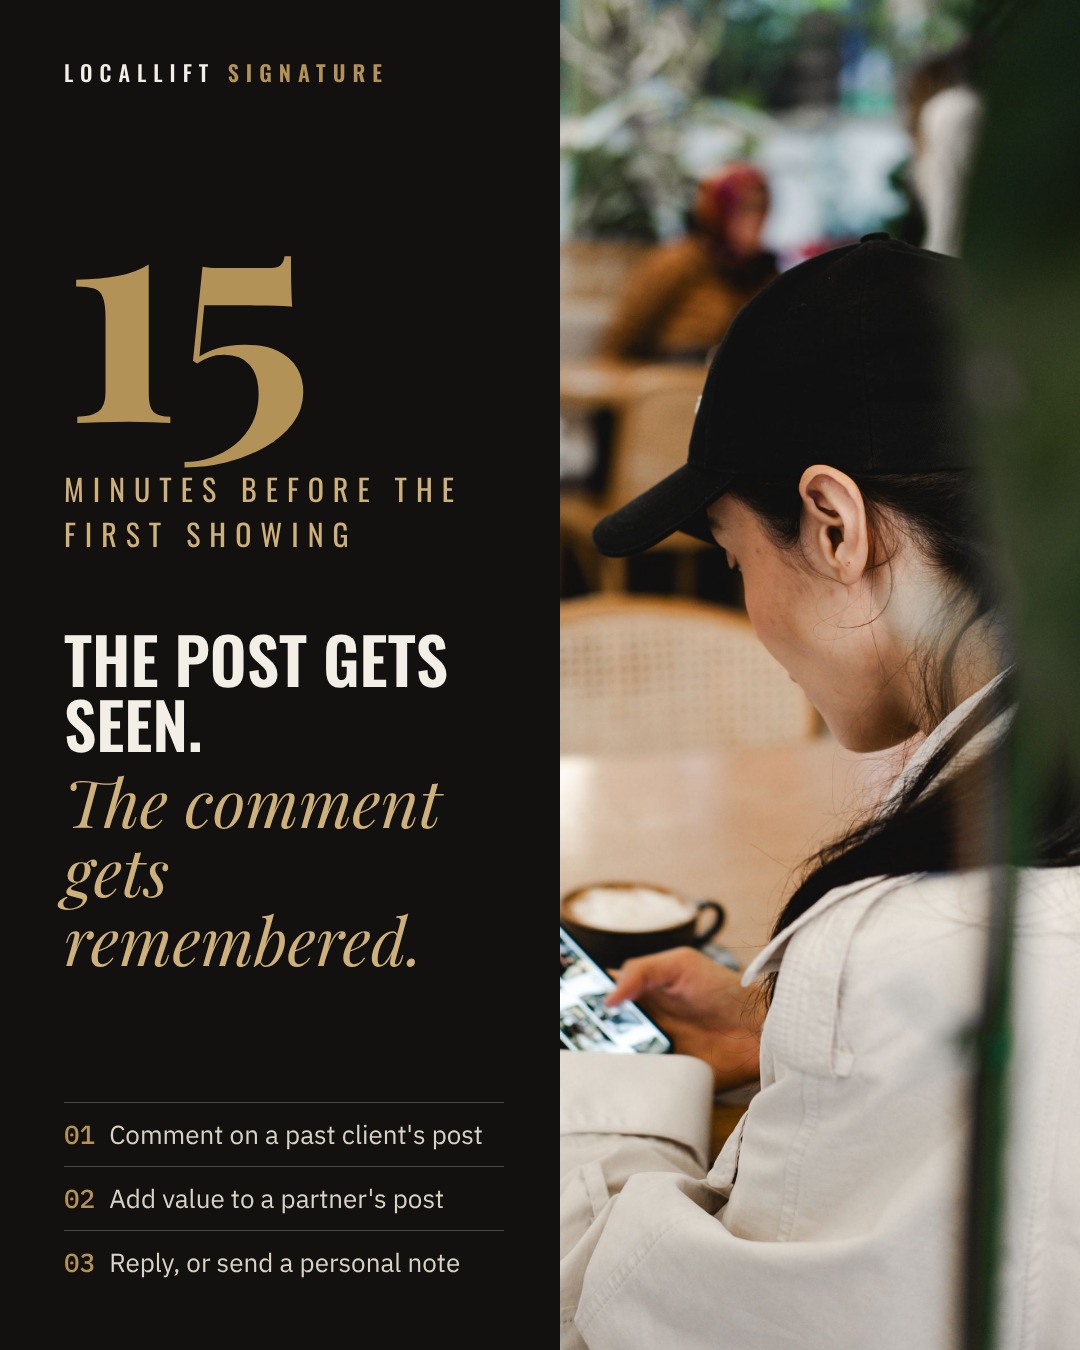 LOCALLIFT SIGNATURE
15
MINUTES BEFORE THE
FIRST SHOWING
THE POST GETS
SEEN.
The comment
gets
remembered.
01 Comment on a past client's post
02 Add value to a partner's post
03 Reply, or send a personal note